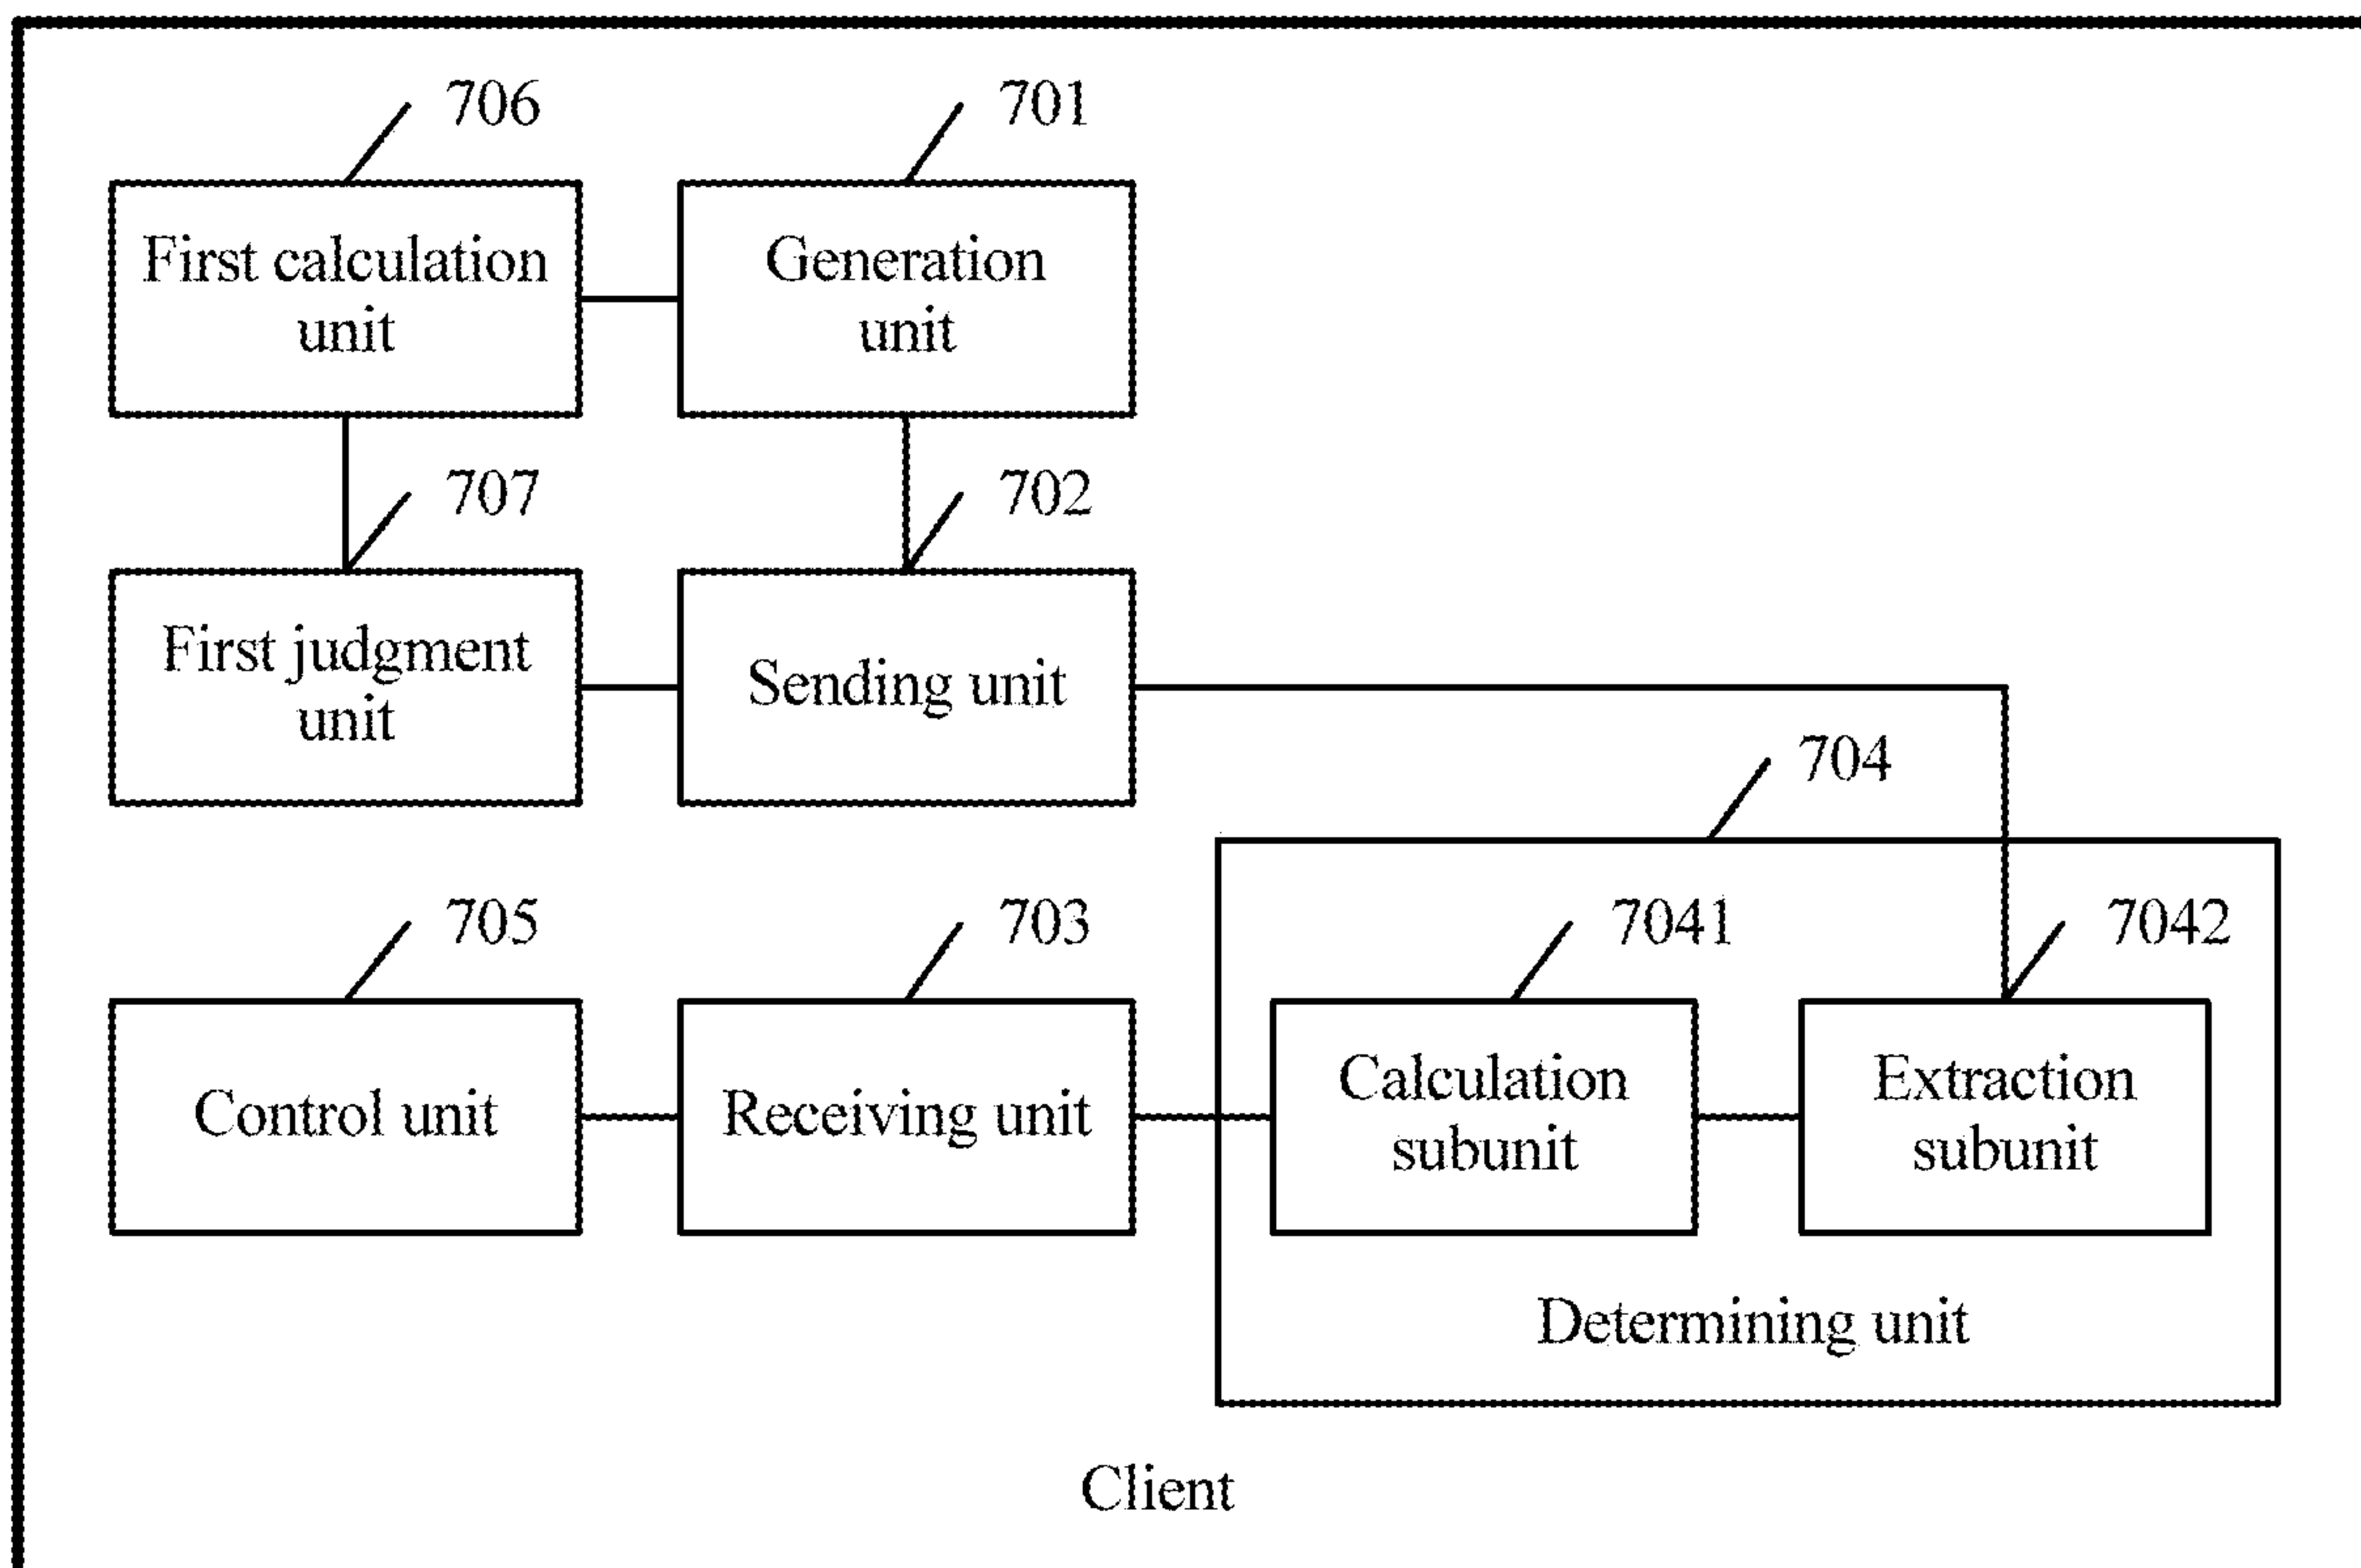 706
701
First calculation
unit
Generation
unit
707
702
First judgment
unit
Sending unit
704
705
703
7041
7042
Control unit
Receiving unit
Calculation
subunit
Extraction
subunit
Determining unit
Client